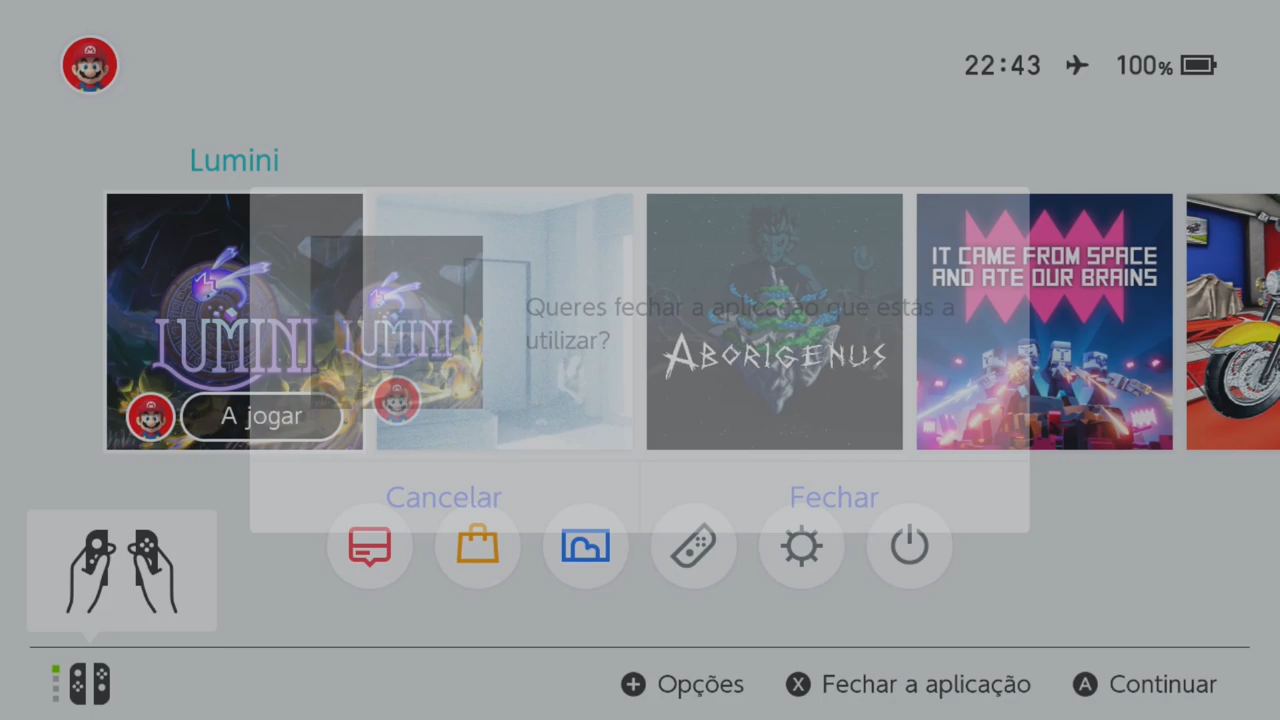 22:43
100%
Lumini
LUMINI
LUMINI
A jogar
Queres fechar a aplicação que estás a
utilizar?
ABORIGENUS
IT CAME FROM SPACE
AND ATE OUR BRAINS
Cancelar
Fechar
Opções
X Fechar a aplicação
A Continuar